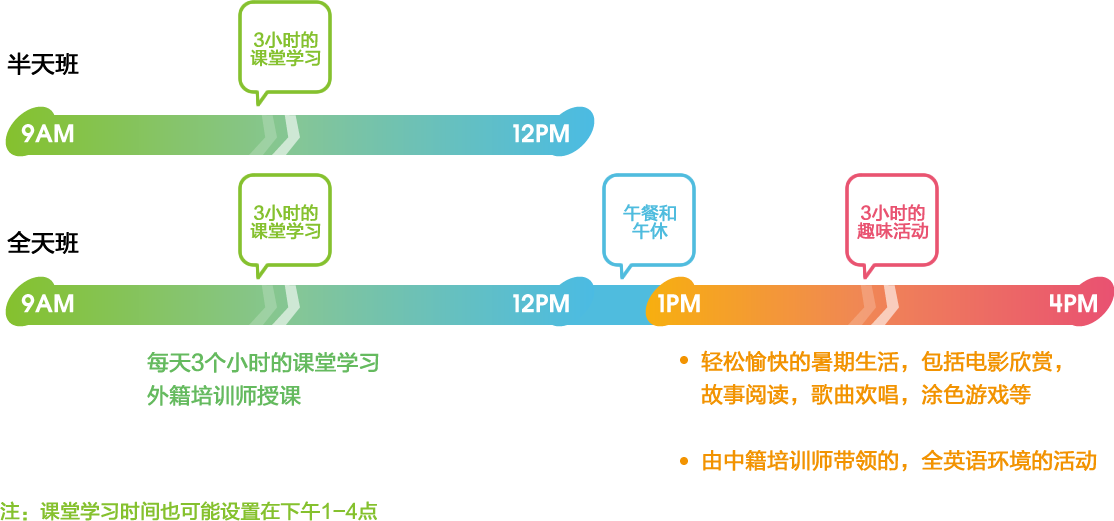 半天班
3小时的
课堂学习
9AM
12PM
全天班
3小时的
课堂学习
午餐和
午休
3小时的
趣味活动
9AM
12PM
1PM
4PM
每天3个小时的课堂学习
外籍培训师授课
• 轻松愉快的暑期生活，包括电影欣赏，
故事阅读，歌曲欢唱，涂色游戏等
• 由中籍培训师带领的，全英语环境的活动
注：课堂学习时间也可能设置在下午1-4点